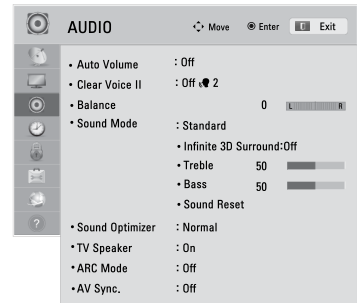 AUDIO Move Enter Exit
• Auto Volume : Off
• Clear Voice II : Off 2
• Balance 0 L R
• Sound Mode : Standard
• Infinite 3D Surround:Off
• Treble 50
• Bass 50
• Sound Reset
?
• Sound Optimizer : Normal
• TV Speaker : On
• ARC Mode : Off
• AV Sync. : Off